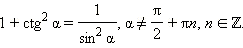 1 + ctg² α = 1/sin² α, α ≠ π/2 + πn, n ∈ ℤ.